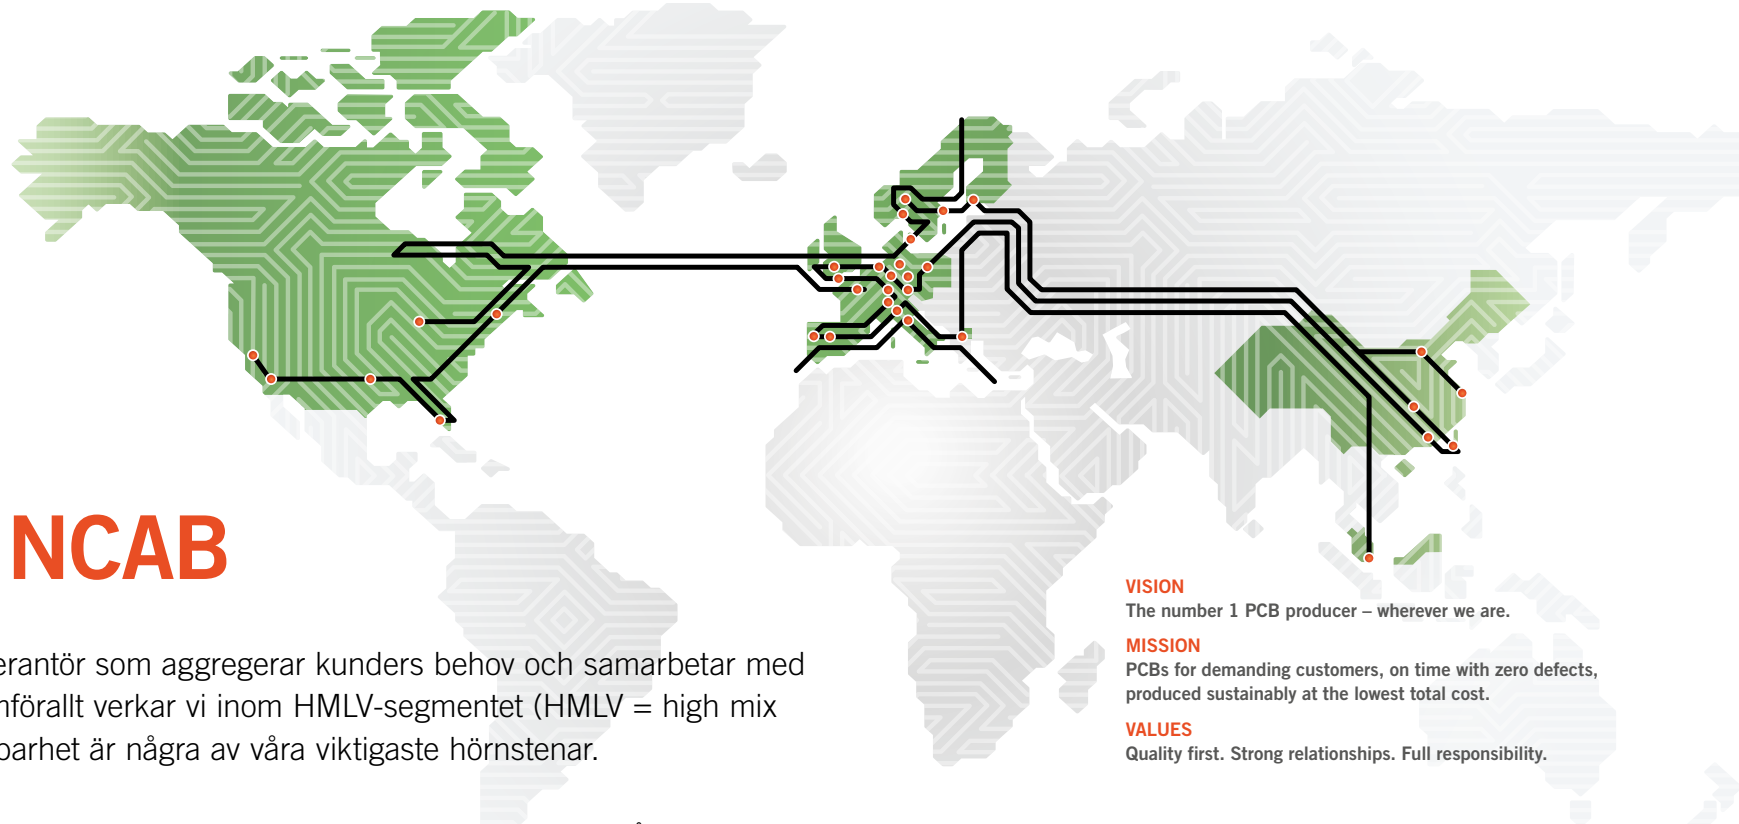 NCAB
erantör som aggregerar kunders behov och samarbetar med
nförallt verkar vi inom HMLV-segmentet (HMLV = high mix
barhet är några av våra viktigaste hörnstenar.
VISION
The number 1 PCB producer – wherever we are.
MISSION
PCBs for demanding customers, on time with zero defects,
produced sustainably at the lowest total cost.
VALUES
Quality first. Strong relationships. Full responsibility.